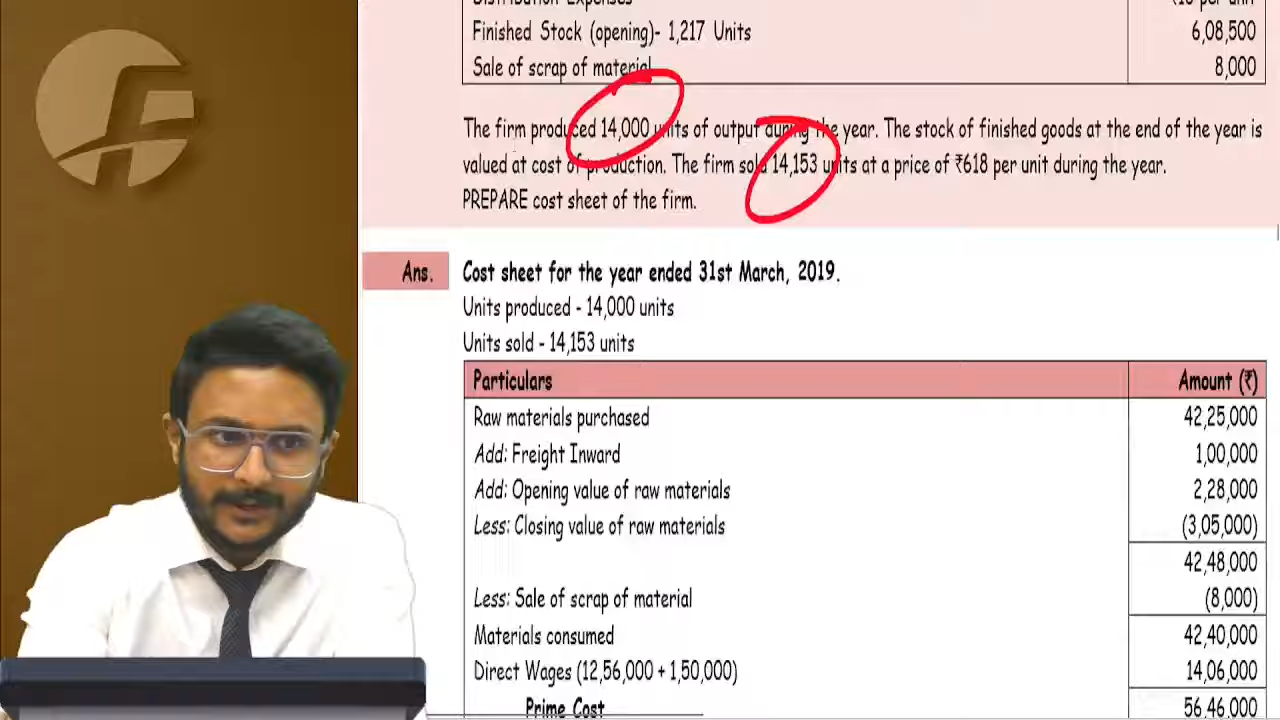 Distribution Expenses ₹16 per unit
Finished Stock (opening)- 1,217 Units 6,08,500
Sale of scrap of material 8,000
The firm produced 14,000 units of output during the year. The stock of finished goods at the end of the year is
valued at cost of production. The firm sold 14,153 units at a price of ₹618 per unit during the year.
PREPARE cost sheet of the firm.
Ans. Cost sheet for the year ended 31st March, 2019.
Units produced - 14,000 units
Units sold - 14,153 units
Particulars Amount (₹)
Raw materials purchased 42,25,000
Add: Freight Inward 1,00,000
Add: Opening value of raw materials 2,28,000
Less: Closing value of raw materials (3,05,000)
42,48,000
Less: Sale of scrap of material (8,000)
Materials consumed 42,40,000
Direct Wages (12,56,000 + 1,50,000) 14,06,000
Prime Cost 56,46,000